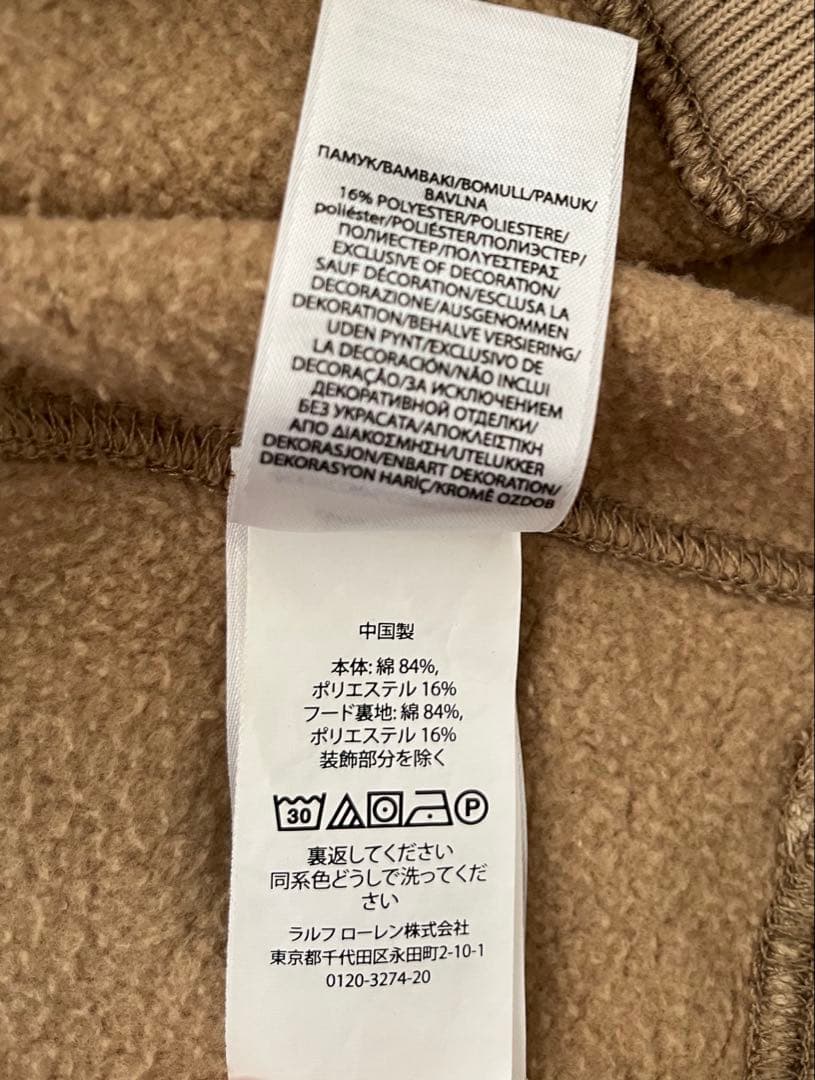 ПАМУК/BAMBAKI/BOMULL/PAMUK/
BAVLNA
16% POLYESTER/POLIESTERE/
poliéster/POLIÉSTER/ПОЛИЭСТЕР/
ПОЛИЕСТЕР/ΠΟΛΥΕΣΤΕΡΑΣ
EXCLUSIVE OF DECORATION/
SAUF DÉCORATION/ESCLUSA LA
DECORAZIONE/AUSGENOMMEN
DEKORATION/BEHALVE VERSIERING/
UDEN PYNT/EXCLUSIVO DE
LA DECORACIÓN/NÃO INCLUI
DECORAÇÃO/ЗА ИСКЛЮЧЕНИЕМ
ДЕКОРАТИВНОЙ ОТДЕЛКИ/
БЕЗ УКРАСАТА/ΑΠΟΚΛΕΙΣΤΙΚΗ
ΑΠΟ ΔΙΑΚΟΣΜΗΣΗ/UTELUKKER
DEKORASJON/ENBART DEKORATION/
DEKORASYON HARİÇ/KROMĚ OZDOB
中国製
本体: 綿 84%,
ポリエステル 16%
フード裏地: 綿 84%,
ポリエステル 16%
装飾部分を除く
30 P
裏返してください
同系色どうしで洗ってくだ
さい
ラルフ ローレン株式会社
東京都千代田区永田町2-10-1
0120-3274-20